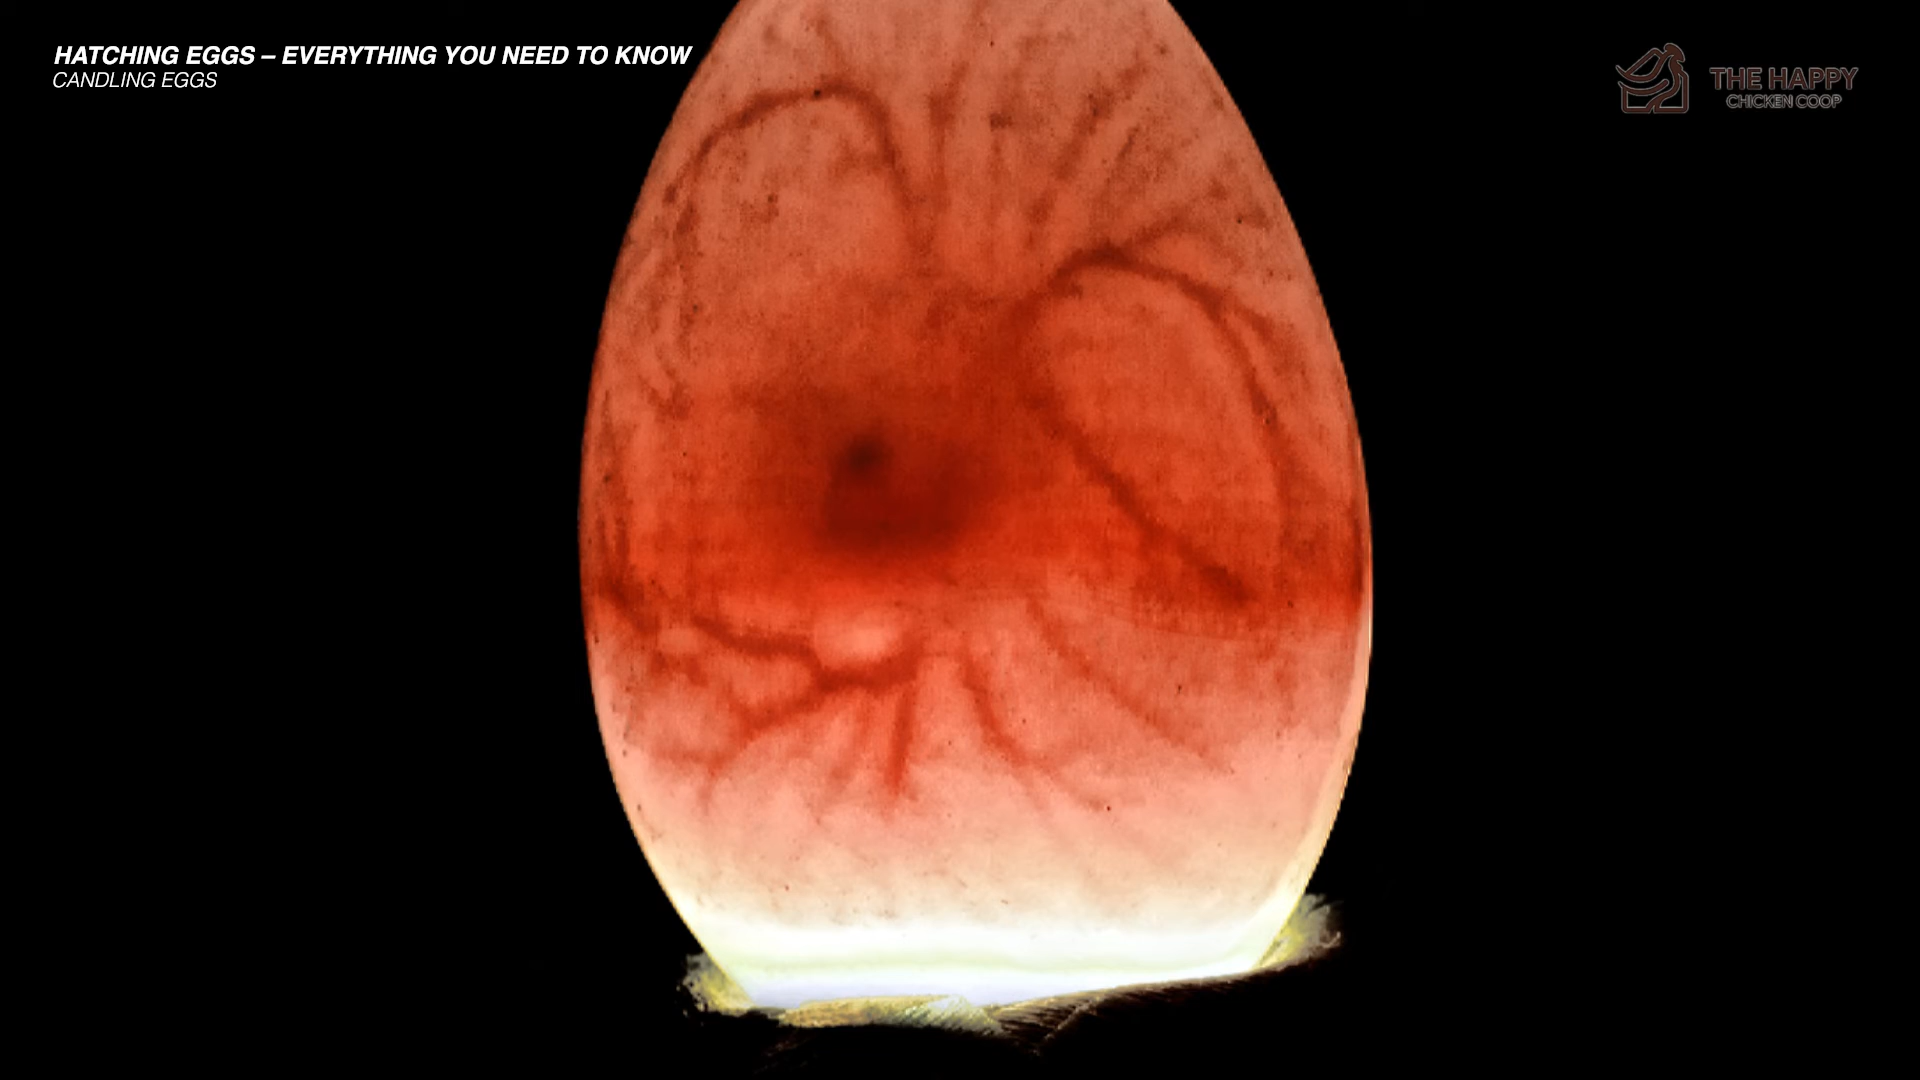 HATCHING EGGS – EVERYTHING YOU NEED TO KNOW
CANDLING EGGS
THE HAPPY
CHICKEN COOP